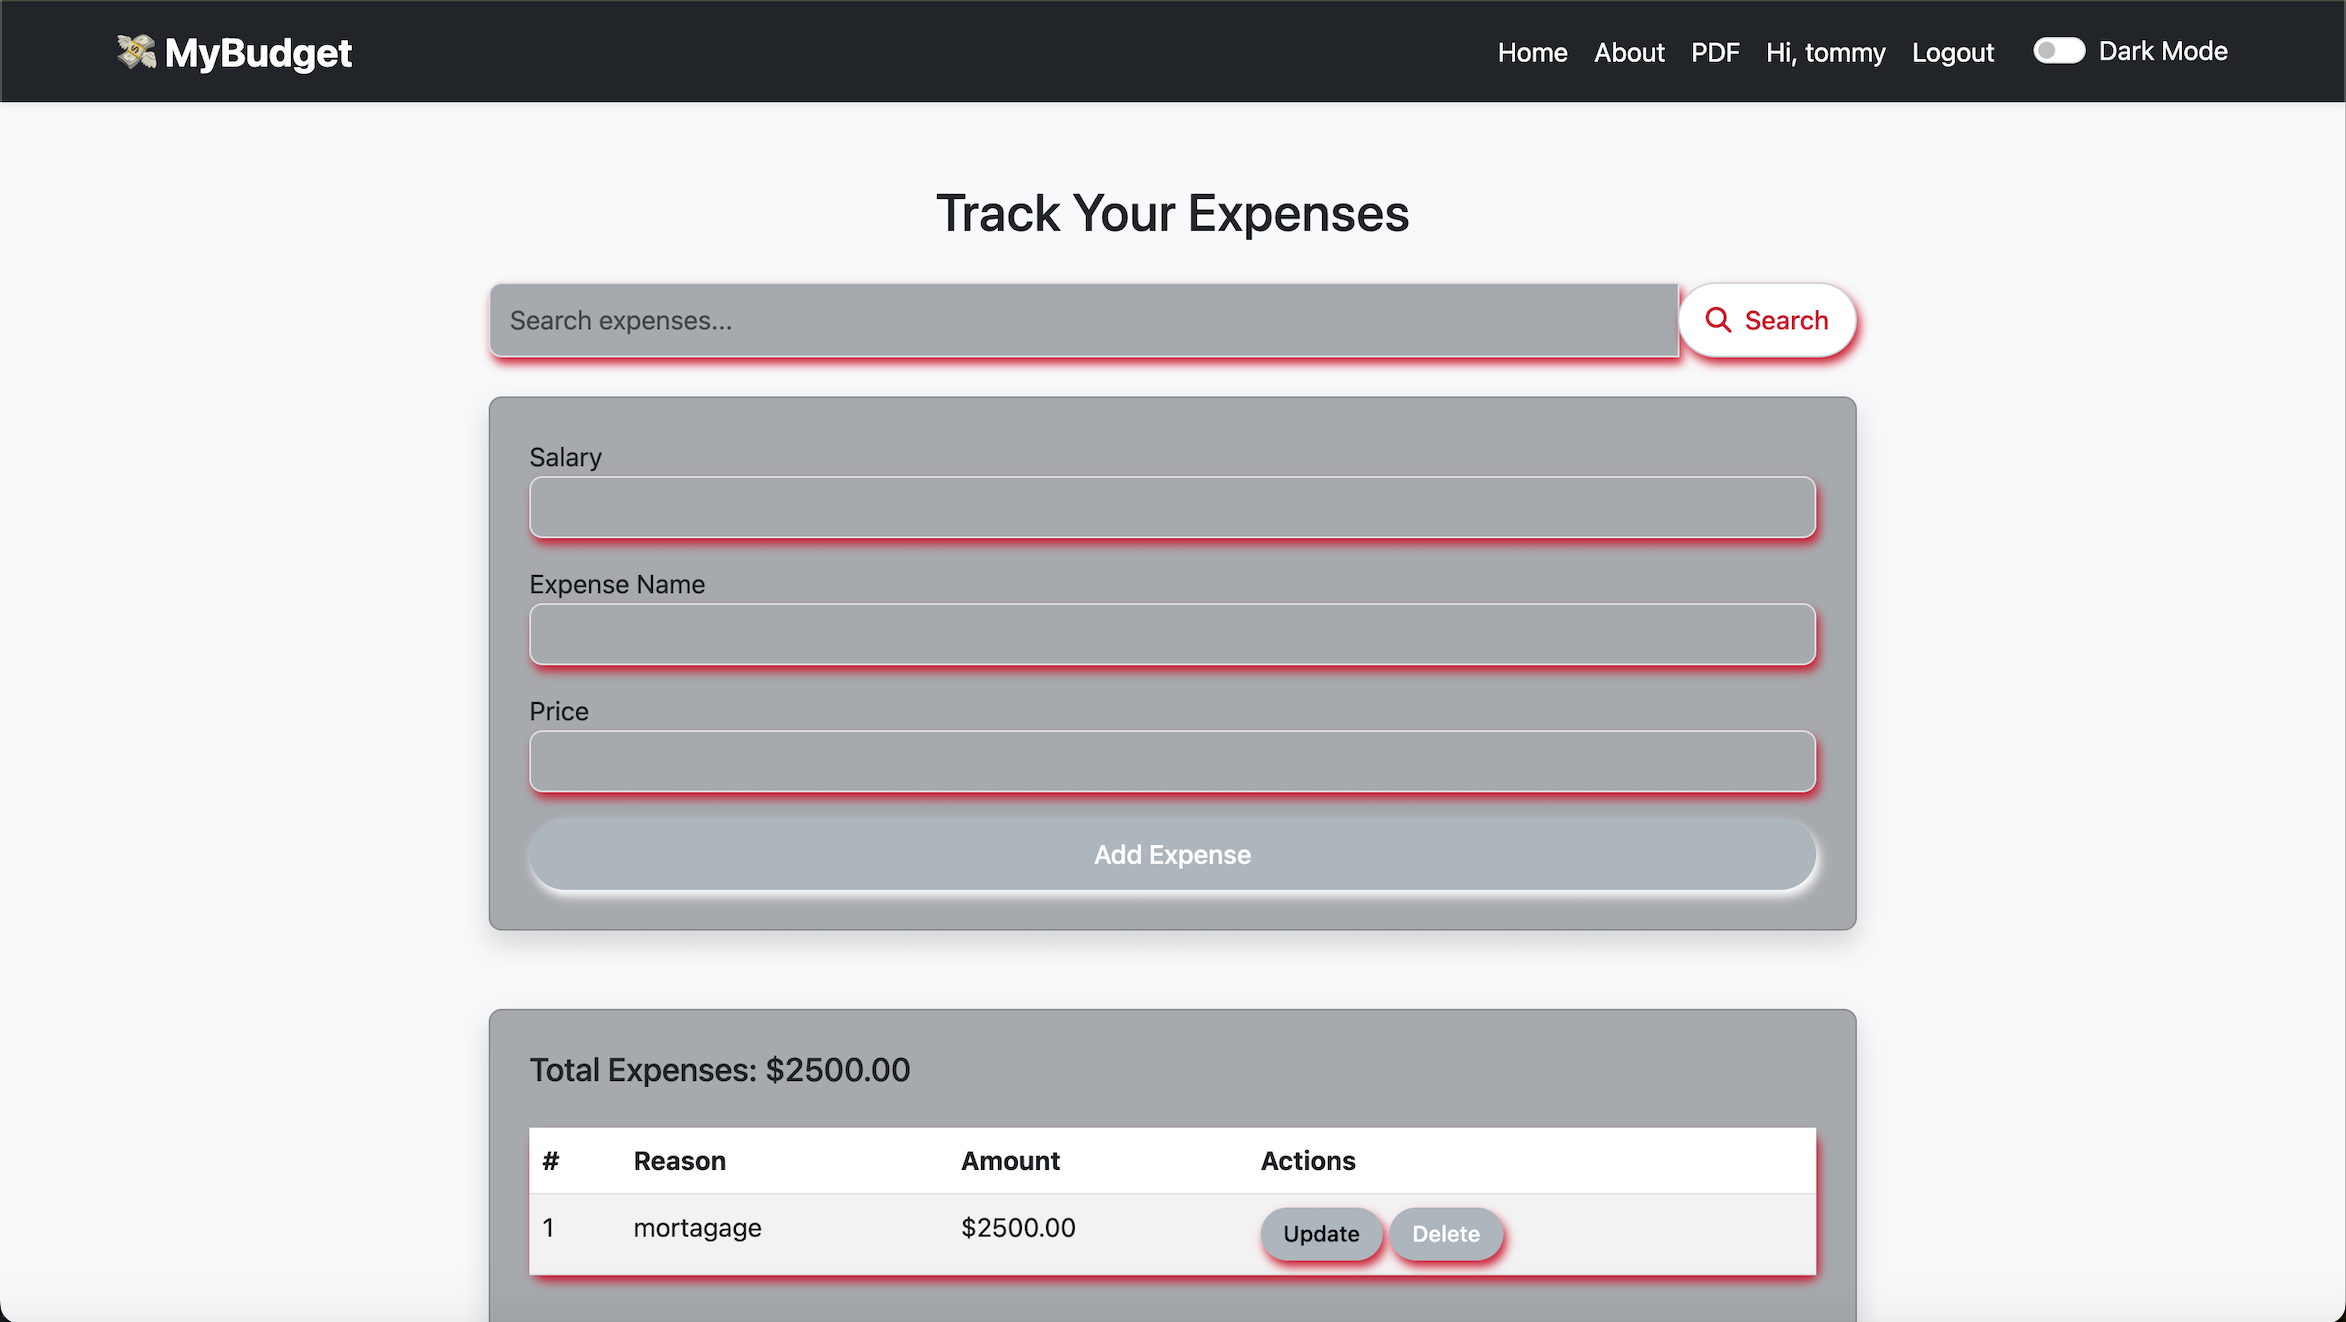 💸 MyBudget Home About PDF Hi, tommy Logout Dark Mode
Track Your Expenses
Search expenses... Search
Salary
Expense Name
Price
Add Expense
Total Expenses: $2500.00
# Reason Amount Actions
1 mortagage $2500.00 Update Delete